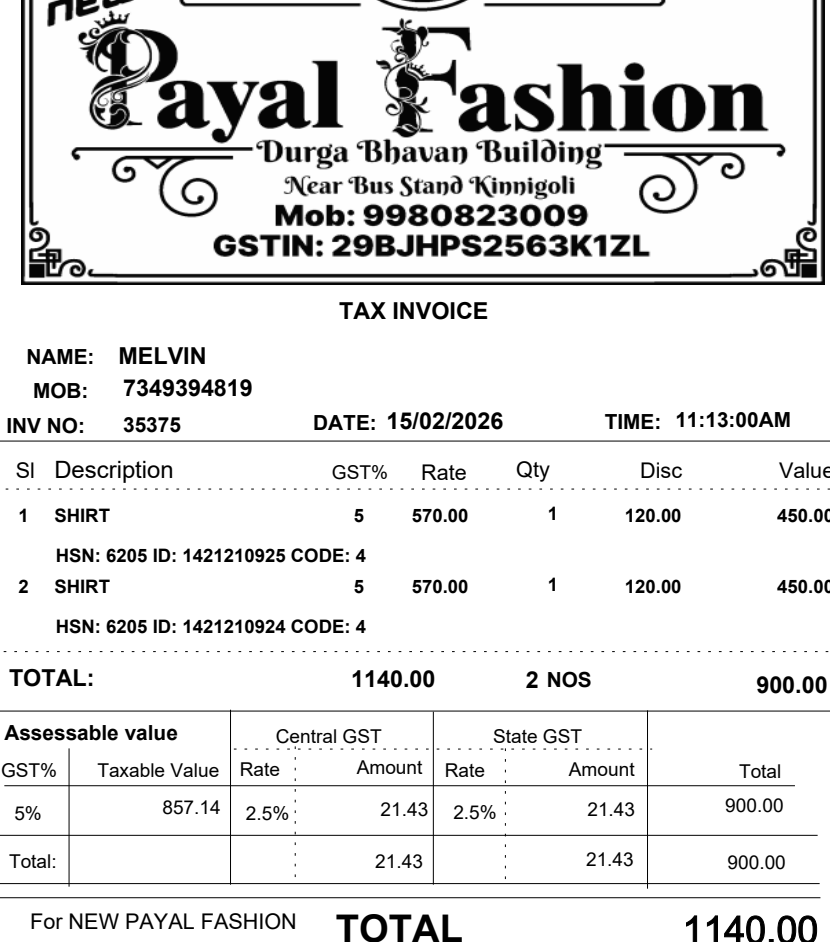 new
Payal Fashion
Durga Bhavan Building
Near Bus Stand Kinnigoli
Mob: 9980823009
GSTIN: 29BJHPS2563K1ZL
TAX INVOICE
NAME: MELVIN
MOB: 7349394819
INV NO: 35375 DATE: 15/02/2026 TIME: 11:13:00AM
Sl Description GST% Rate Qty Disc Value
1 SHIRT 5 570.00 1 120.00 450.00
HSN: 6205 ID: 1421210925 CODE: 4
2 SHIRT 5 570.00 1 120.00 450.00
HSN: 6205 ID: 1421210924 CODE: 4
TOTAL: 1140.00 2 NOS 900.00
Assessable value Central GST State GST
GST% Taxable Value Rate Amount Rate Amount Total
5% 857.14 2.5% 21.43 2.5% 21.43 900.00
Total: 21.43 21.43 900.00
For NEW PAYAL FASHION TOTAL 1140.00